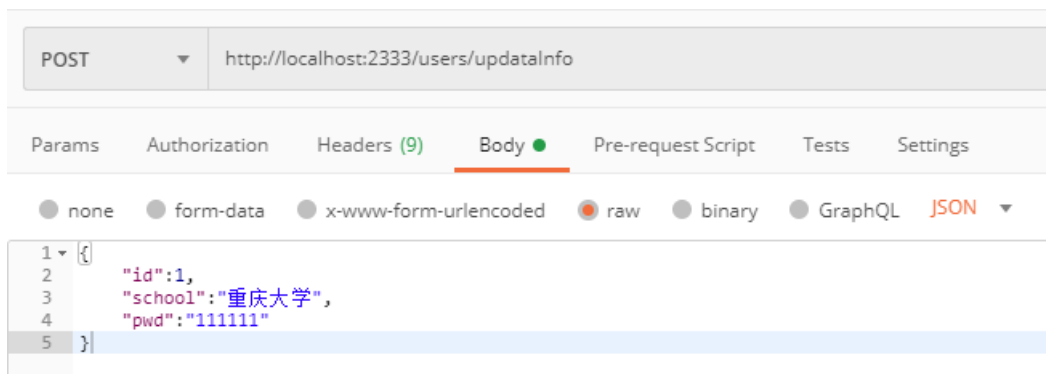 POST http://localhost:2333/users/updataInfo
Params Authorization Headers (9) Body Pre-request Script Tests Settings
none form-data x-www-form-urlencoded raw binary GraphQL JSON
1 {
2 "id":1,
3 "school":"重庆大学",
4 "pwd":"111111"
5 }